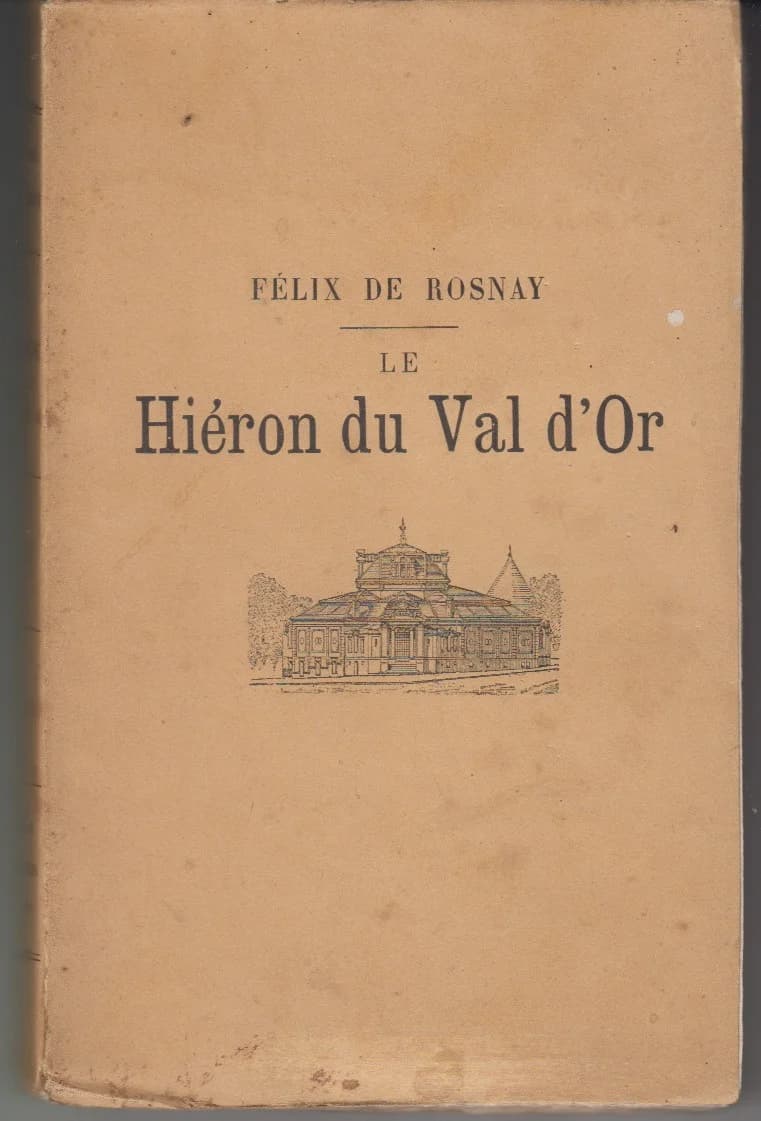 FÉLIX DE ROSNAY
LE
Hiéron du Val d'Or